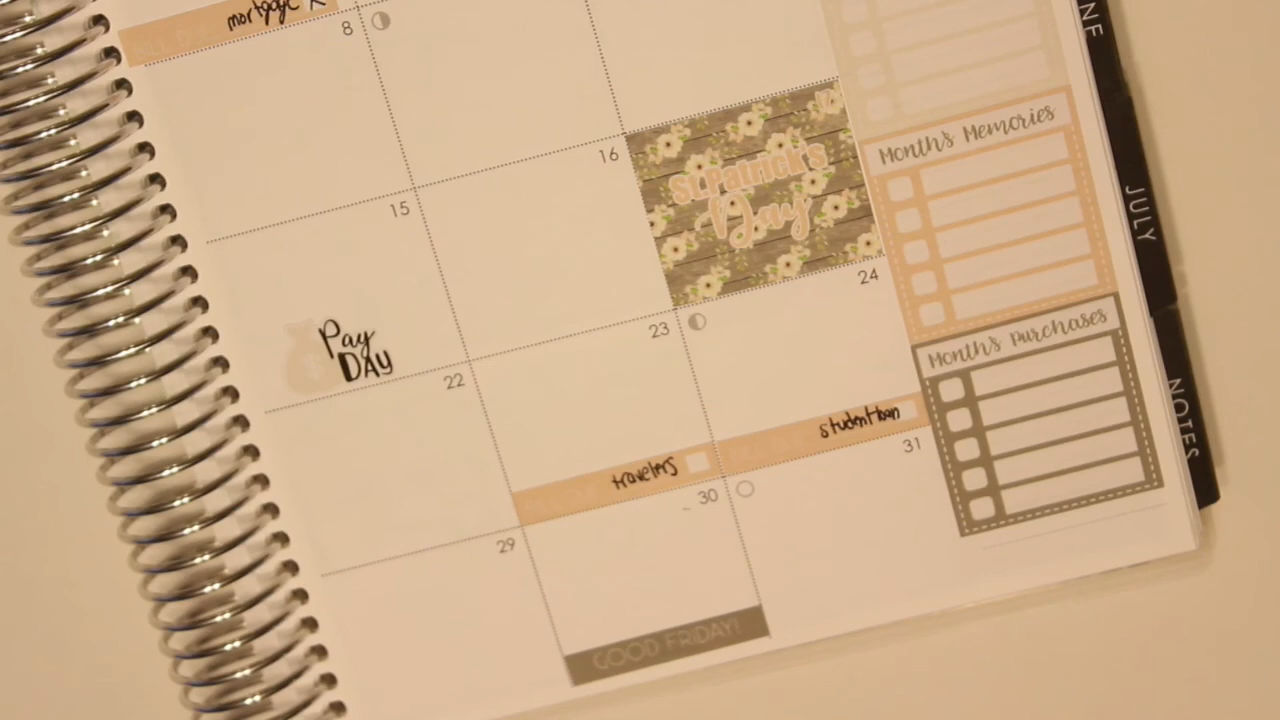 mortgage
8
NE
Month's Memories
16
St.Patrick's
Day
15
JULY
24
Pay
DAY
23
Month's Purchases
22
student loan
31
NOTES
travelers
30
29
GOOD FRIDAY!